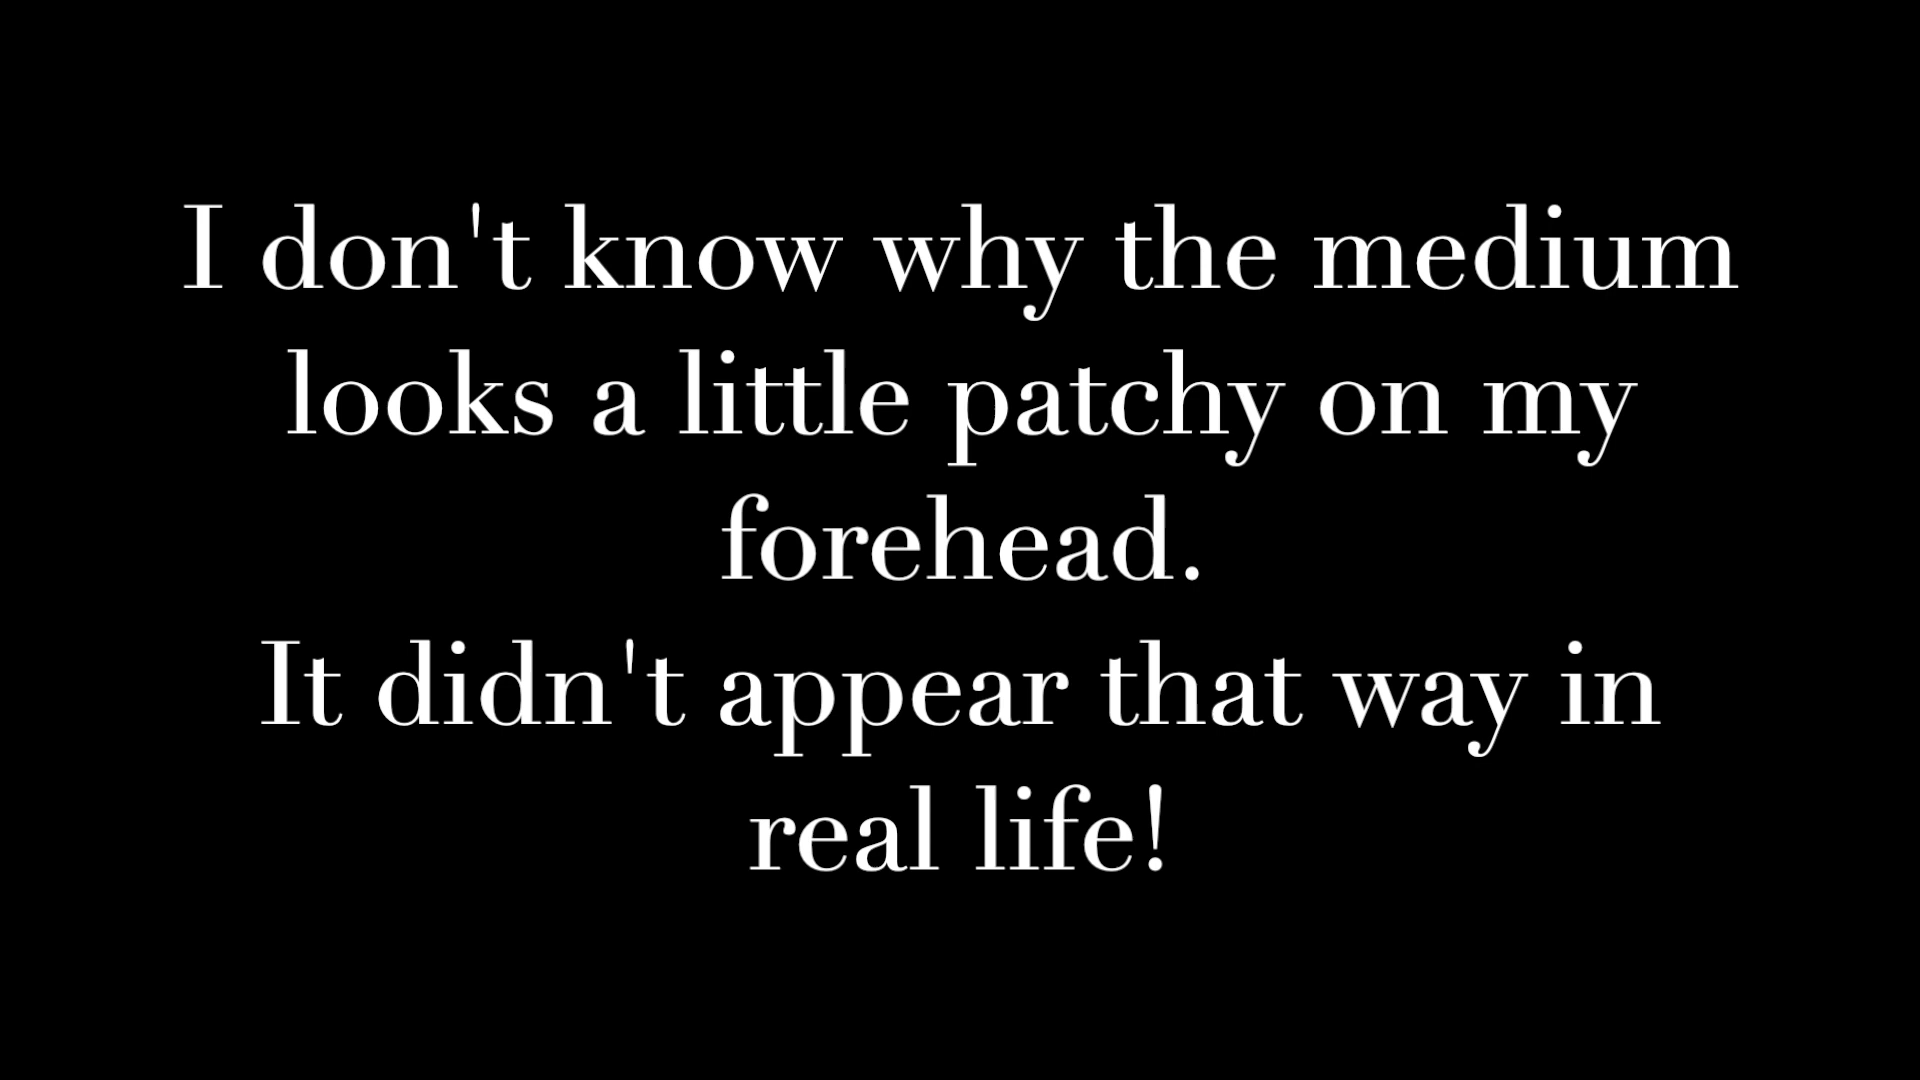 I don't know why the medium
looks a little patchy on my
forehead.
It didn't appear that way in
real life!